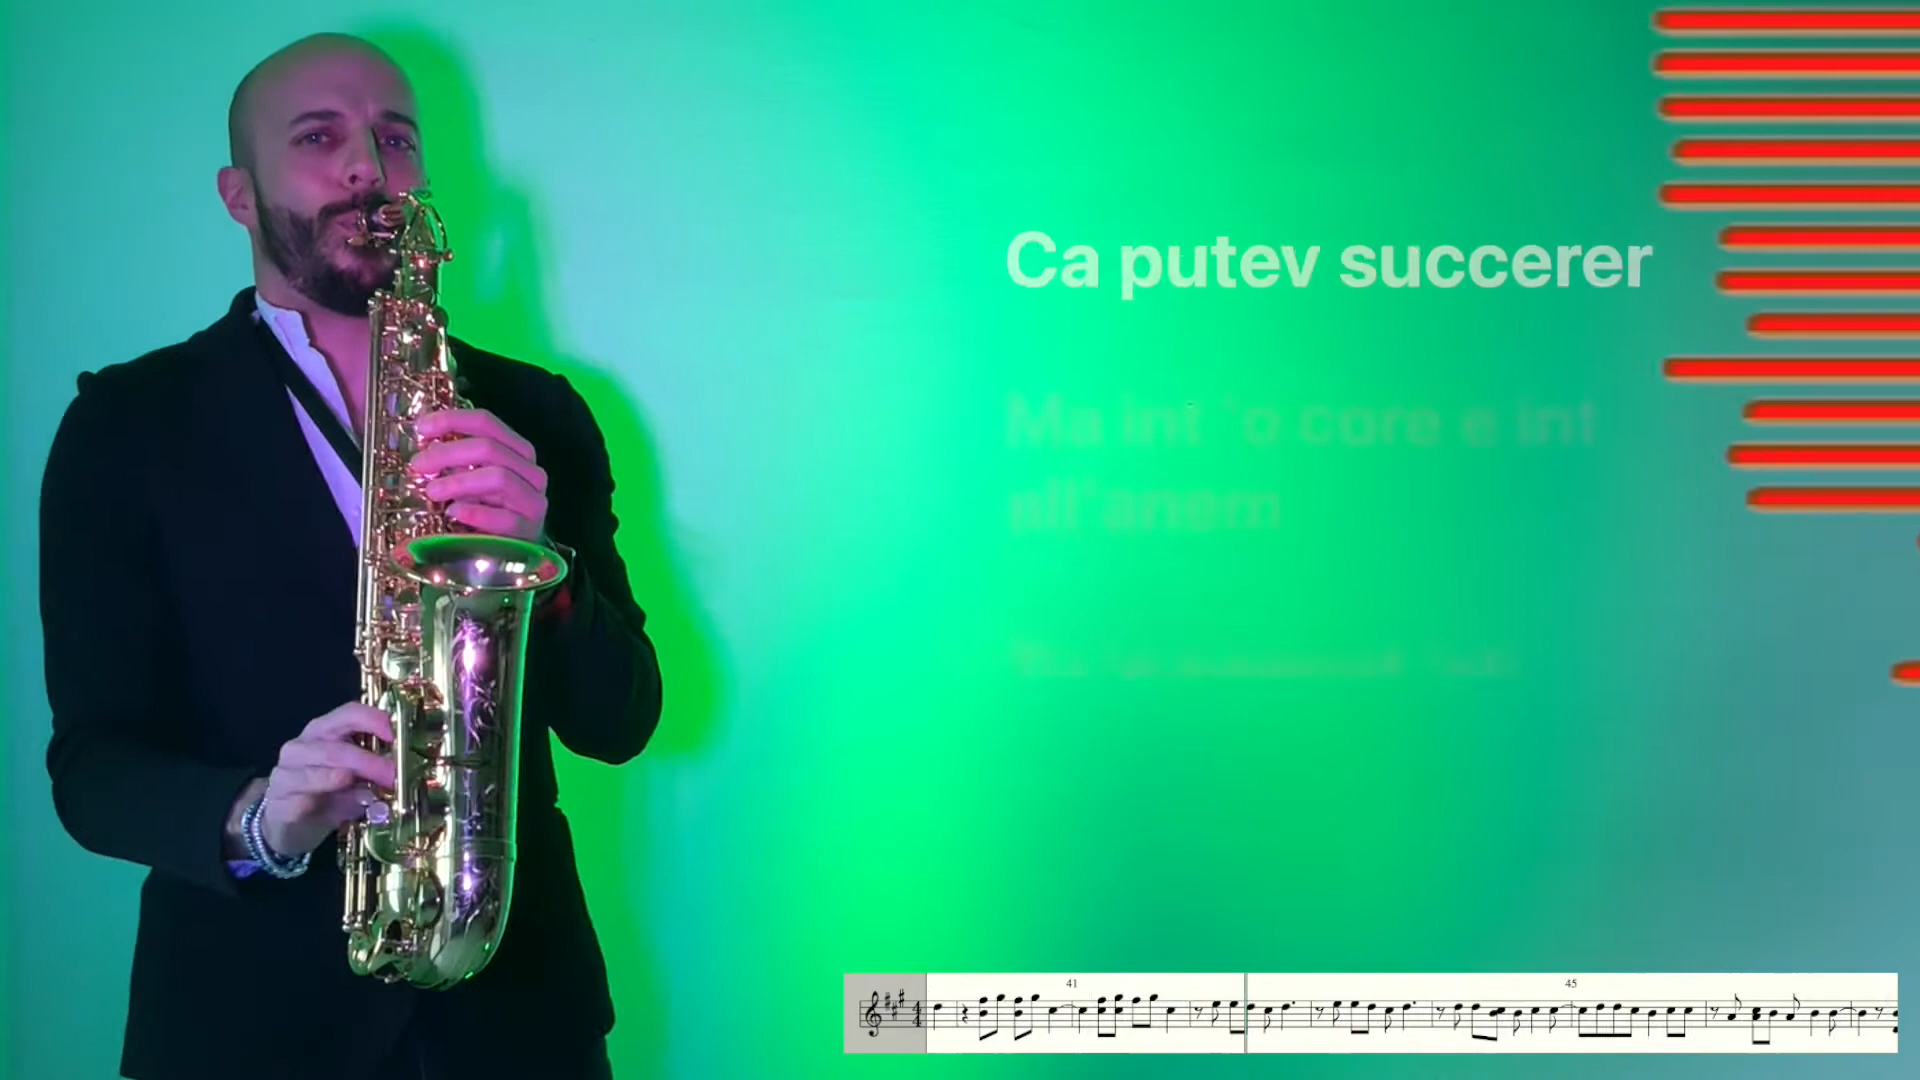 Ca putev succerer
Ma int 'o core e int
all'anem
41
45